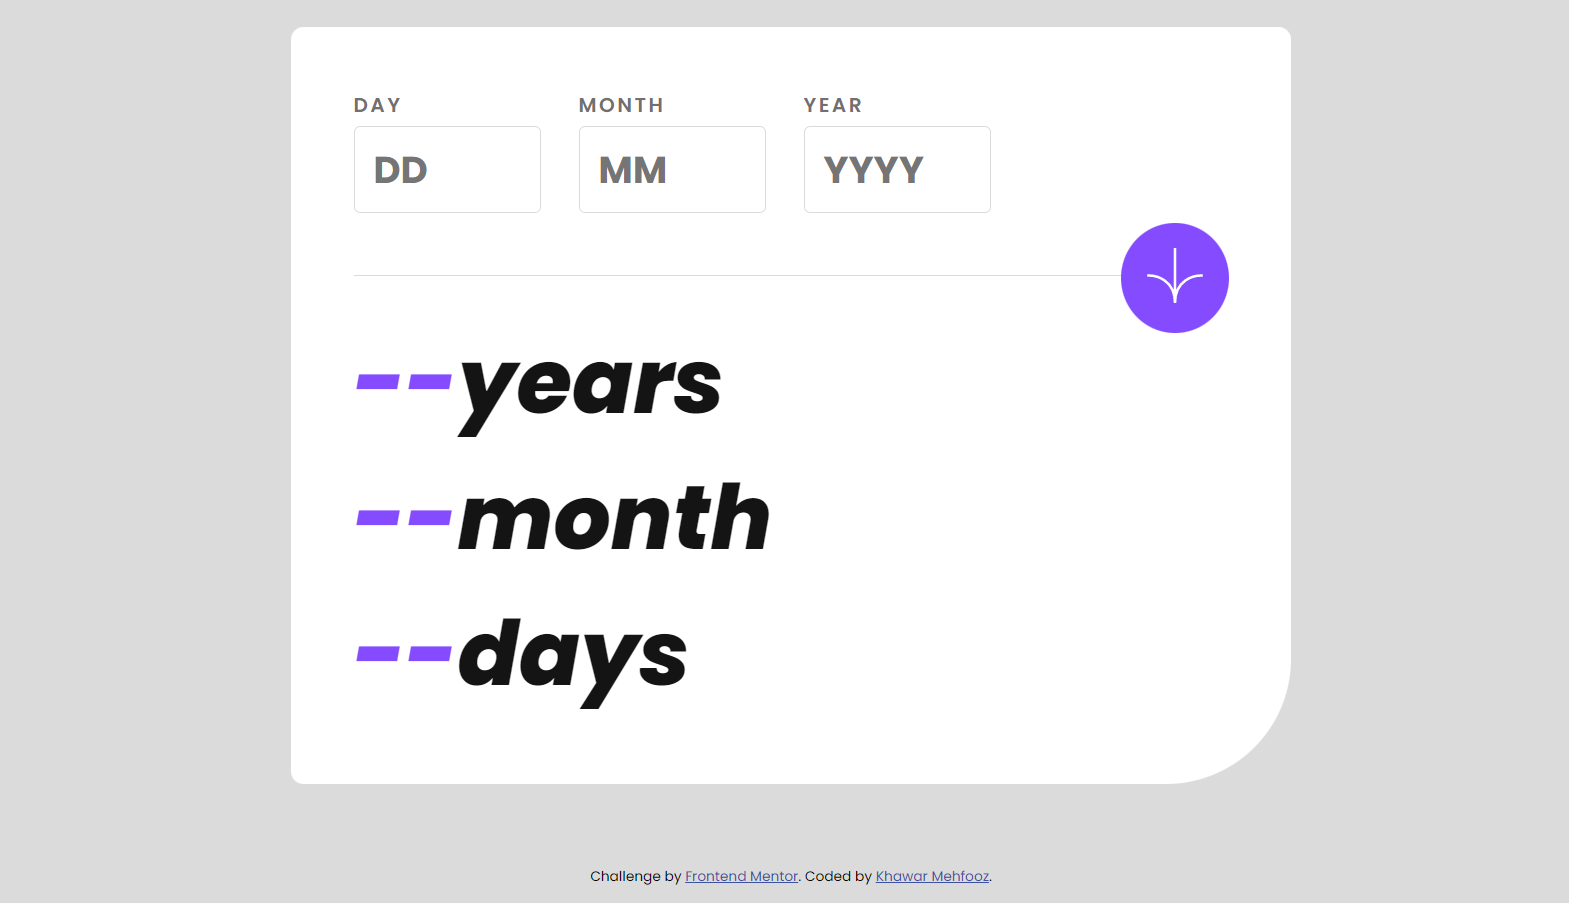 DAY MONTH YEAR
DD MM YYYY
--years
--month
--days
Challenge by Frontend Mentor. Coded by Khawar Mehfooz.